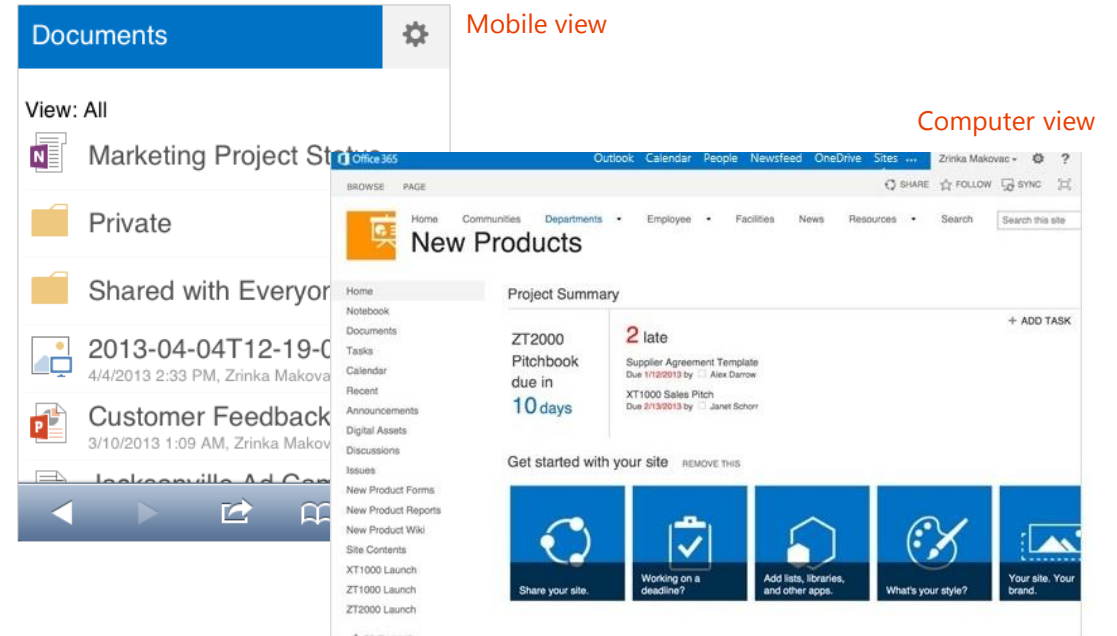 Documents
Mobile view
View: All
Marketing Project
Private
Shared with
2013-04-04T12-19-
4/4/2013 2:33 PM, Zrinka
Customer Feedback
3/10/2013 1:09 AM, Zrinka
Computer view
Office 365
Outlook Calendar People Newsfeed OneDrive Sites ... Zrinka Makovac ?
BROWSE PAGE
SHARE FOLLOW SYNC
Home Communities Departments Employee Facilities News Resources Search Search this site
New Products
Home
Notebook
Documents
Tasks
Calendar
Recent
Announcements
Digital Assets
Discussions
Issues
New Product Forms
New Product Reports
New Product Wiki
Site Contents
XT1000 Launch
ZT1000 Launch
ZT2000 Launch
Project Summary
ZT2000
Pitchbook
due in
10 days
2 late
Supplier Agreement Template
Due 1/12/2013 by Alex Darrow
XT1000 Sales Pitch
Due 2/13/2013 by Janet Schorr
+ ADD TASK
Get started with your site REMOVE THIS
Share your site.
Working on a
deadline?
Add lists, libraries,
and other apps.
What's your style?
Your site. Your
brand.